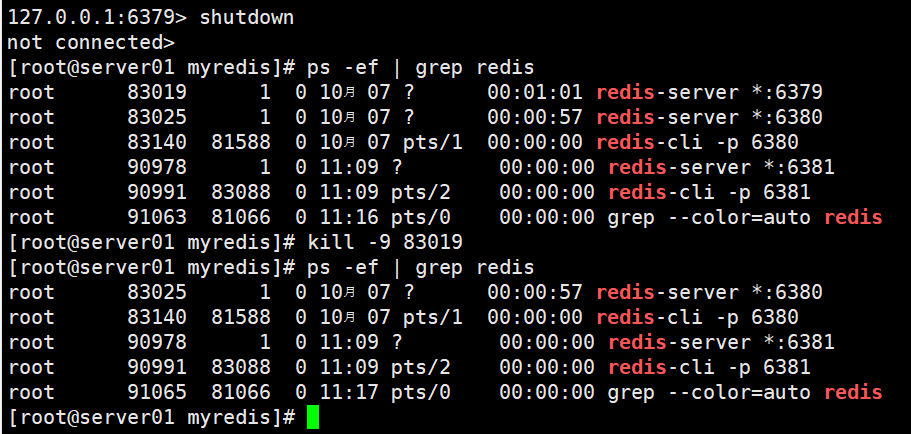 127.0.0.1:6379> shutdown
not connected>
[root@server01 myredis]# ps -ef | grep redis
root      83019      1  0 10月 07 ?      00:01:01 redis-server *:6379
root      83025      1  0 10月 07 ?      00:00:57 redis-server *:6380
root      83140  81588  0 10月 07 pts/1  00:00:00 redis-cli -p 6380
root      90978      1  0 11:09 ?        00:00:00 redis-server *:6381
root      90991  83088  0 11:09 pts/2    00:00:00 redis-cli -p 6381
root      91063  81066  0 11:16 pts/0    00:00:00 grep --color=auto redis
[root@server01 myredis]# kill -9 83019
[root@server01 myredis]# ps -ef | grep redis
root      83025      1  0 10月 07 ?      00:00:57 redis-server *:6380
root      83140  81588  0 10月 07 pts/1  00:00:00 redis-cli -p 6380
root      90978      1  0 11:09 ?        00:00:00 redis-server *:6381
root      90991  83088  0 11:09 pts/2    00:00:00 redis-cli -p 6381
root      91065  81066  0 11:17 pts/0    00:00:00 grep --color=auto redis
[root@server01 myredis]#